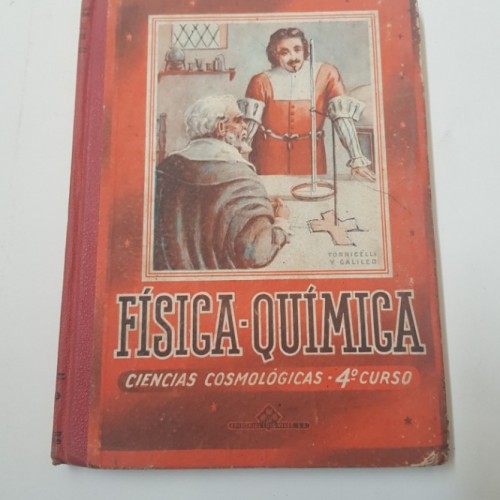 TORRICELLI
Y GALILEO
FÍSICA-QUÍMICA
CIENCIAS COSMOLÓGICAS · 4º CURSO